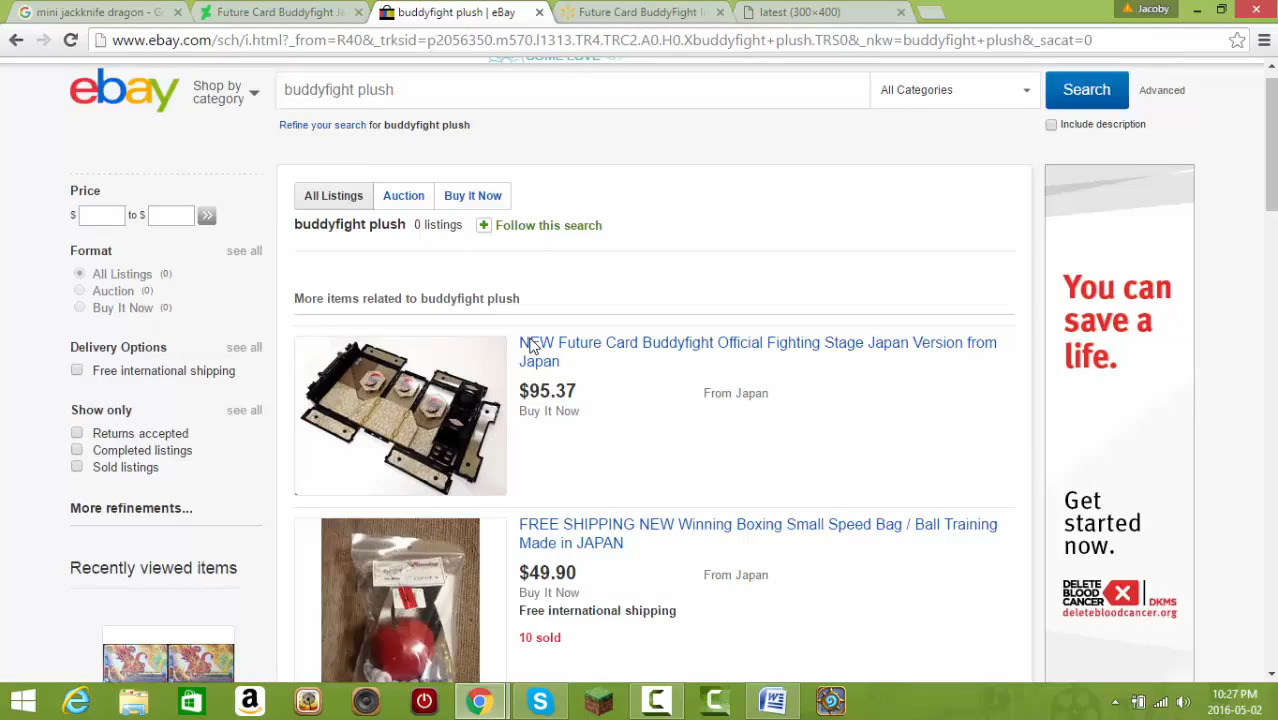 mini jackknife dragon - G
Future Card Buddyfight Je
buddyfight plush | eBay
Future Card BuddyFight I
latest (300×400)
Jacoby
www.ebay.com/sch/i.html?_from=R40&_trksid=p2056350.m570.l1313.TR4.TRC2.A0.H0.Xbuddyfight+plush.TRS0&_nkw=buddyfight+plush&_sacat=0
SOME LOVE
ebay
Shop by
category
buddyfight plush
All Categories
Search
Advanced
Refine your search for buddyfight plush
Include description
Price
$ to $
Format see all
All Listings (0)
Auction (0)
Buy It Now (0)
Delivery Options see all
Free international shipping
Show only see all
Returns accepted
Completed listings
Sold listings
More refinements...
Recently viewed items
All Listings Auction Buy It Now
buddyfight plush 0 listings Follow this search
More items related to buddyfight plush
NEW Future Card Buddyfight Official Fighting Stage Japan Version from
Japan
$95.37 From Japan
Buy It Now
FREE SHIPPING NEW Winning Boxing Small Speed Bag / Ball Training
Made in JAPAN
$49.90 From Japan
Buy It Now
Free international shipping
10 sold
You can
save a
life.
Get
started
now.
DELETE
BLOOD
CANCER
DKMS
deletebloodcancer.org
10:27 PM
2016-05-02